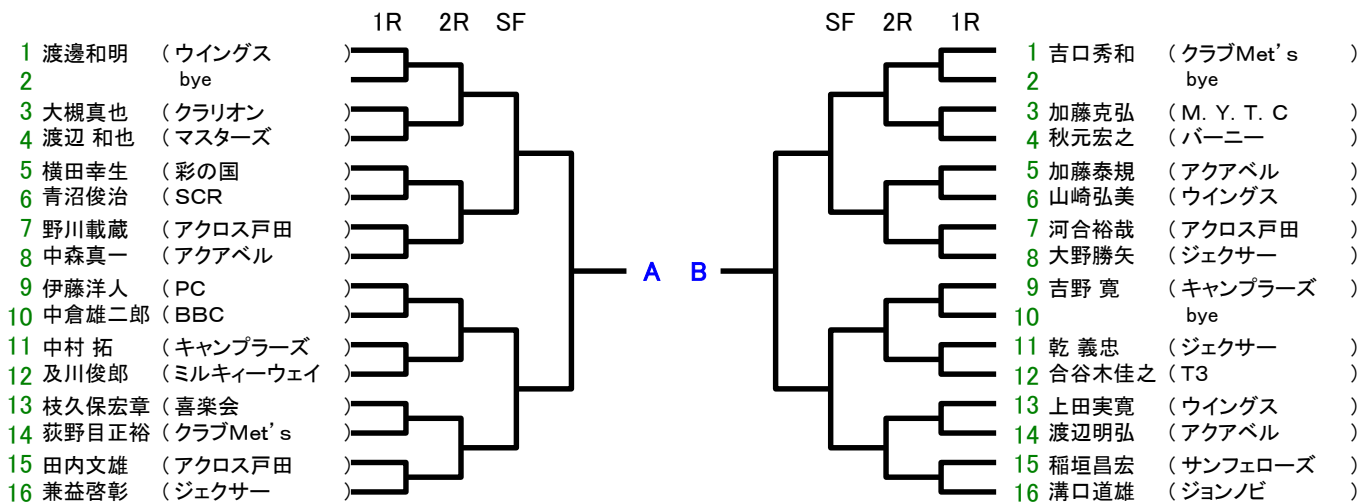 1R 2R SF
1 渡邊和明 (ウイングス )
2 bye
3 大槻真也 (クラリオン )
4 渡辺 和也 (マスターズ )
5 横田幸生 (彩の国 )
6 青沼俊治 (SCR )
7 野川載蔵 (アクロス戸田 )
8 中森真一 (アクアベル )
9 伊藤洋人 (PC )
10 中倉雄二郎 (BBC )
11 中村 拓 (キャンプラーズ )
12 及川俊郎 (ミルキィーウェイ )
13 枝久保宏章 (喜楽会 )
14 荻野目正裕 (クラブMet's )
15 田内文雄 (アクロス戸田 )
16 兼益啓彰 (ジェクサー )
A B
SF 2R 1R
1 吉口秀和 (クラブMet's )
2 bye
3 加藤克弘 (M.Y.T.C )
4 秋元宏之 (バーニー )
5 加藤泰規 (アクアベル )
6 山崎弘美 (ウイングス )
7 河合裕哉 (アクロス戸田 )
8 大野勝矢 (ジェクサー )
9 吉野 寛 (キャンプラーズ )
10 bye
11 乾 義忠 (ジェクサー )
12 合谷木佳之 (T3 )
13 上田実寛 (ウイングス )
14 渡辺明弘 (アクアベル )
15 稲垣昌宏 (サンフェローズ )
16 溝口道雄 (ジョンノビ )